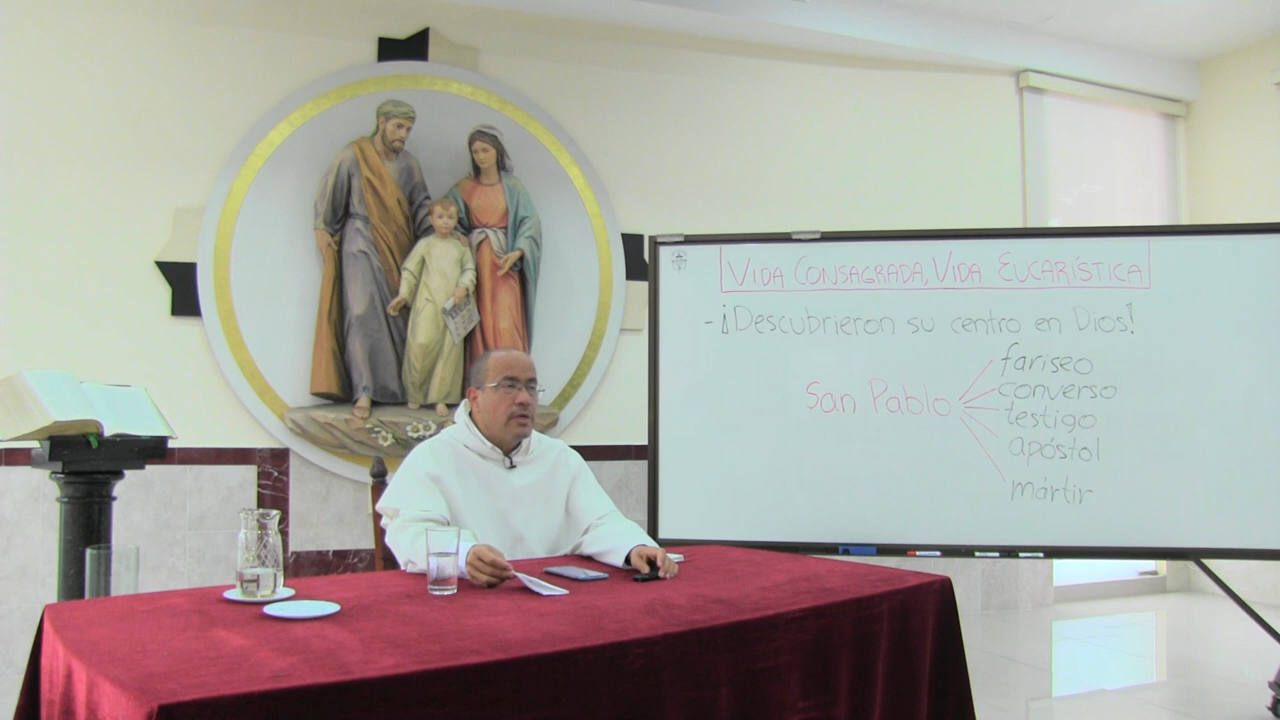 VIDA CONSAGRADA, VIDA EUCARÍSTICA
- ¡Descubrieron su centro en Dios!
fariseo
San Pablo converso
testigo
apóstol
mártir